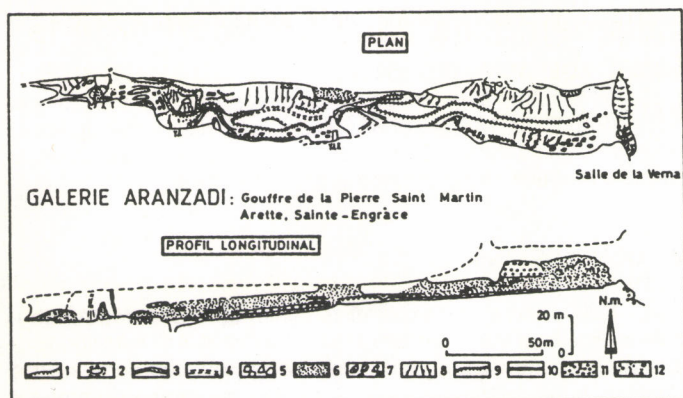 PLAN
Salle de la Verna
GALERIE ARANZADI: Gouffre de la Pierre Saint Martin
Arette, Sainte-Engràce
PROFIL LONGITUDINAL
20 m
0
N.m.
0 50m
1 2 3 4 5 6 7 8 9 10 11 12